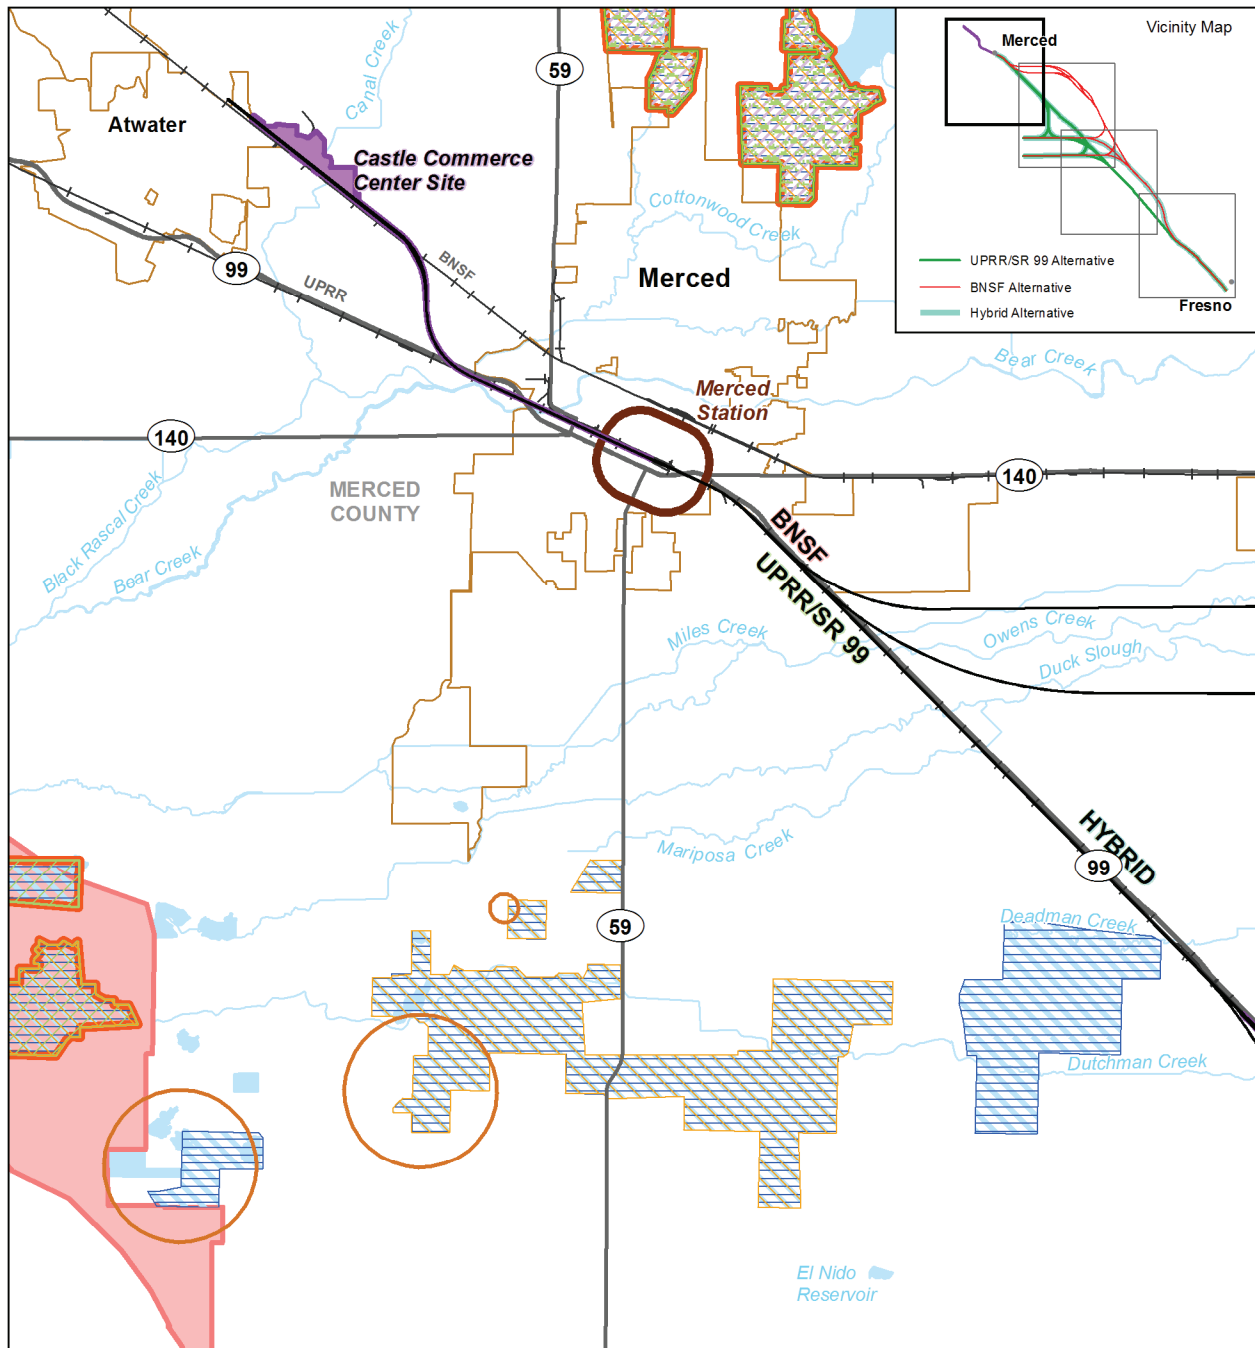 Vicinity Map
Merced
UPRR/SR 99 Alternative
BNSF Alternative
Hybrid Alternative
Fresno
59
Canal Creek
Atwater
Castle Commerce
Center Site
Cottonwood Creek
99
UPRR
BNSF
Merced
Bear Creek
Merced
Station
140
140
MERCED
COUNTY
Black Rascal Creek
Bear Creek
BNSF
UPRR/SR 99
Miles Creek
Owens Creek
Duck Slough
Mariposa Creek
HYBRID
99
59
Deadman Creek
Dutchman Creek
El Nido
Reservoir